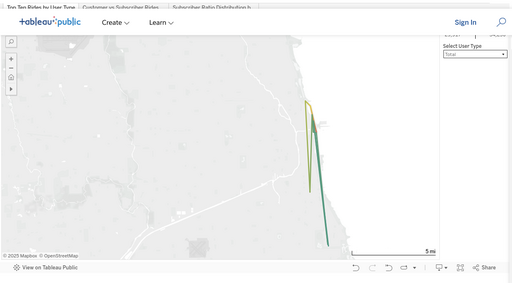 Top Ten Rides by User Type
Customer vs Subscriber Rides
Subscriber Ratio Distribution b
+ableau public
Create
Learn
Sign In
Select User Type
Total
5 mi
© 2025 Mapbox © OpenStreetMap
View on Tableau Public
Share